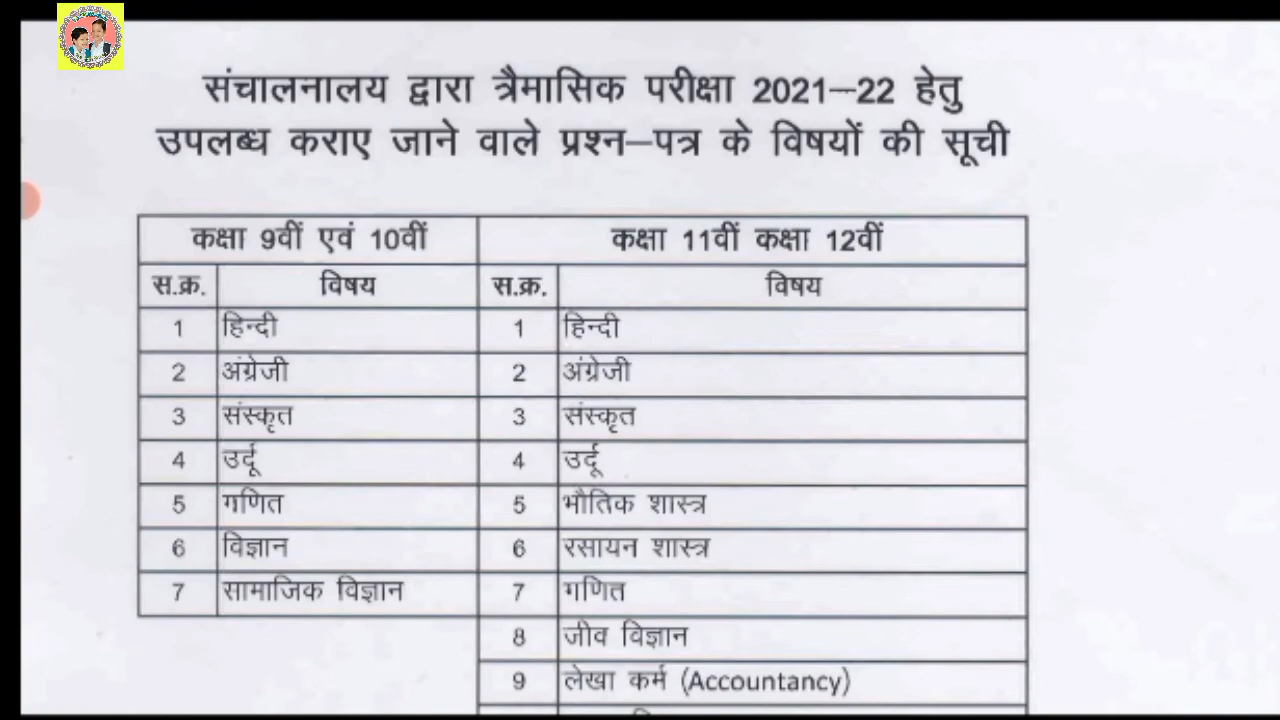 संचालनालय द्वारा त्रैमासिक परीक्षा 2021–22 हेतु
उपलब्ध कराए जाने वाले प्रश्न–पत्र के विषयों की सूची
कक्षा 9वीं एवं 10वीं कक्षा 11वीं कक्षा 12वीं
स.क्र. विषय स.क्र. विषय
1 हिन्दी 1 हिन्दी
2 अंग्रेजी 2 अंग्रेजी
3 संस्कृत 3 संस्कृत
4 उर्दू 4 उर्दू
5 गणित 5 भौतिक शास्त्र
6 विज्ञान 6 रसायन शास्त्र
7 सामाजिक विज्ञान 7 गणित
8 जीव विज्ञान
9 लेखा कर्म (Accountancy)